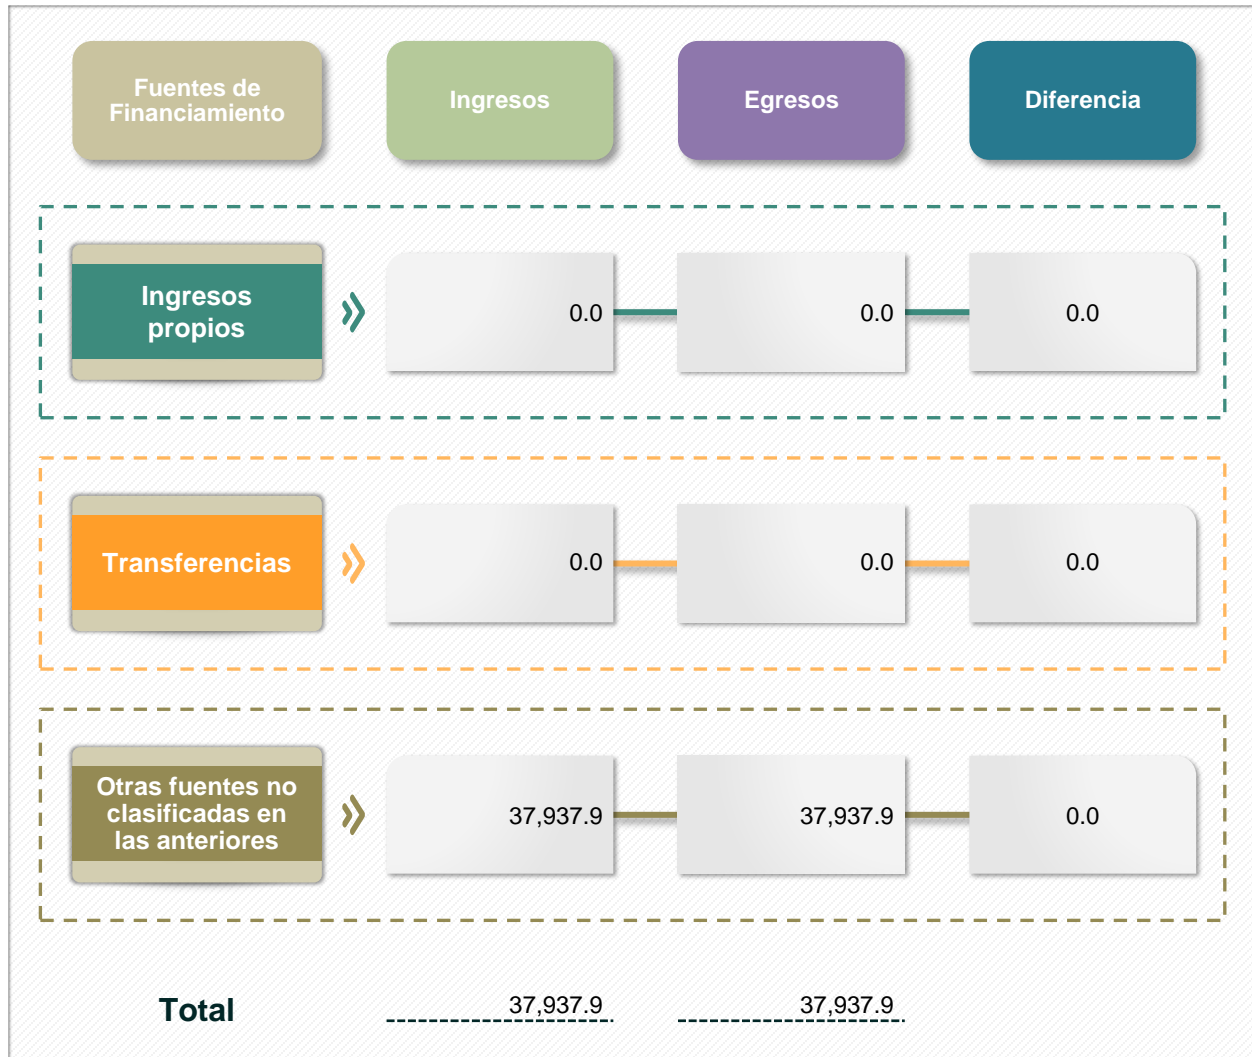 Fuentes de
Financiamiento
Ingresos
Egresos
Diferencia
Ingresos
propios
0.0
0.0
0.0
Transferencias
0.0
0.0
0.0
Otras fuentes no
clasificadas en
las anteriores
37,937.9
37,937.9
0.0
Total
37,937.9
37,937.9